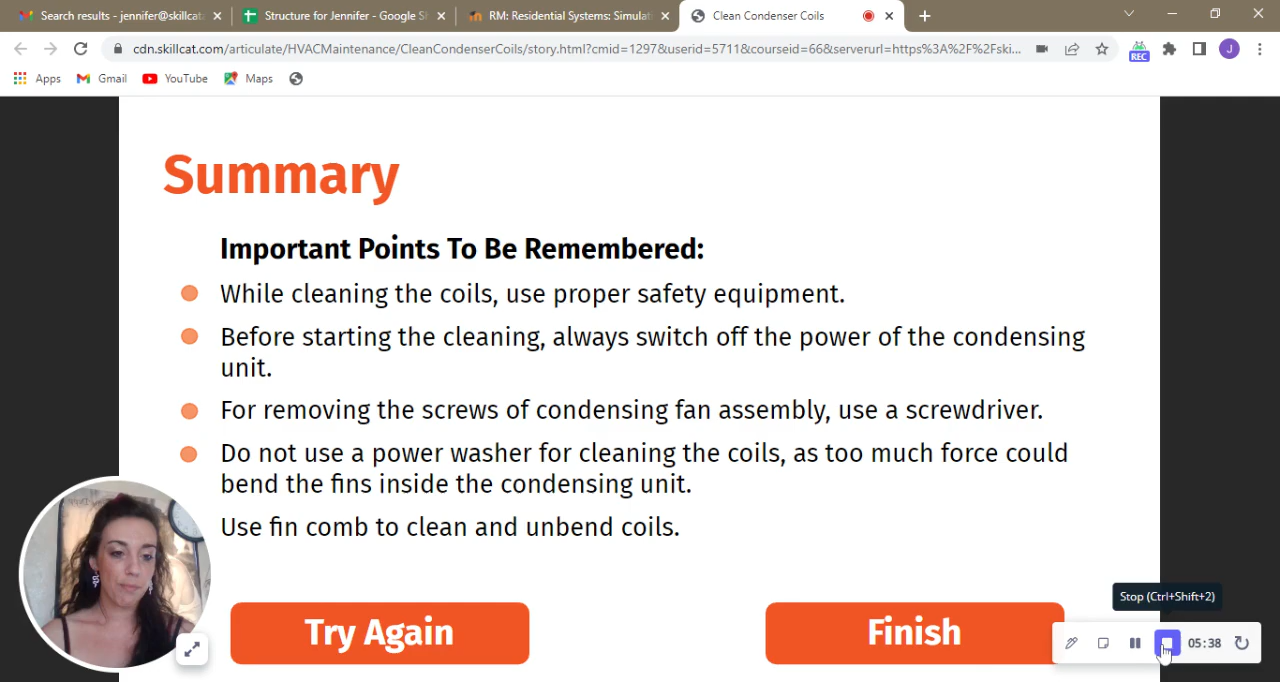 Search results - jennifer@skillcat
Structure for Jennifer - Google S
RM: Residential Systems: Simulat
Clean Condenser Coils
cdn.skillcat.com/articulate/HVACMaintenance/CleanCondenserCoils/story.html?cmid=1297&userid=5711&courseid=66&serverurl=https%3A%2F%2Fski...
REC
J
Apps
Gmail
YouTube
Maps
Summary
Important Points To Be Remembered:
While cleaning the coils, use proper safety equipment.
Before starting the cleaning, always switch off the power of the condensing
unit.
For removing the screws of condensing fan assembly, use a screwdriver.
Do not use a power washer for cleaning the coils, as too much force could
bend the fins inside the condensing unit.
Use fin comb to clean and unbend coils.
Stop (Ctrl+Shift+2)
Try Again
Finish
05:38